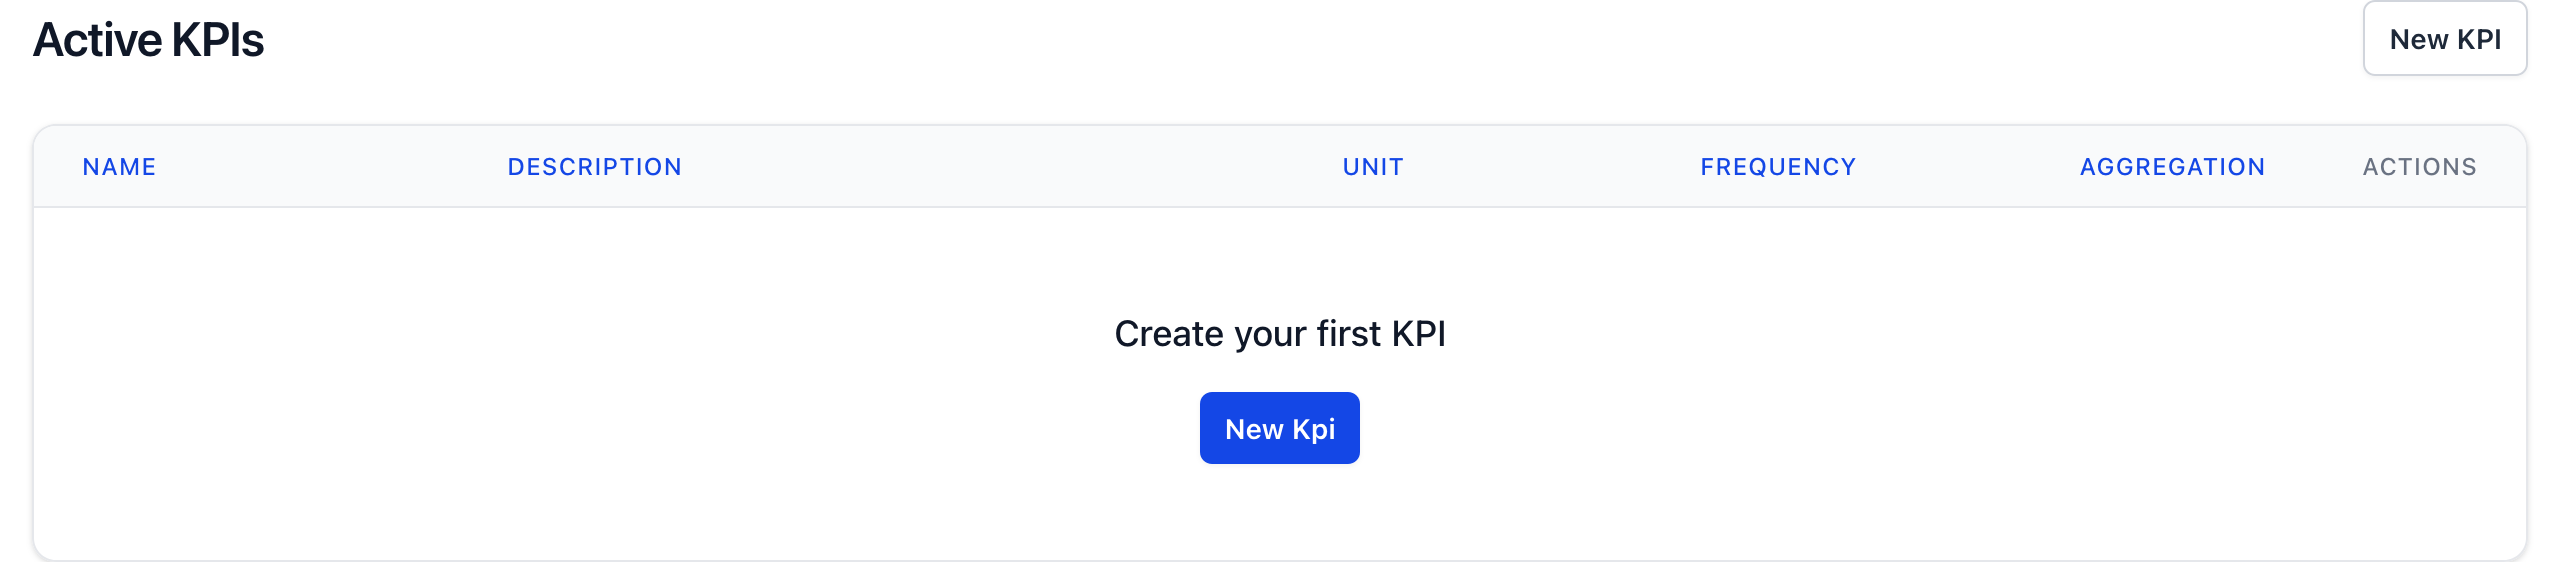 Active KPIs
New KPI
NAME DESCRIPTION UNIT FREQUENCY AGGREGATION ACTIONS
Create your first KPI
New Kpi